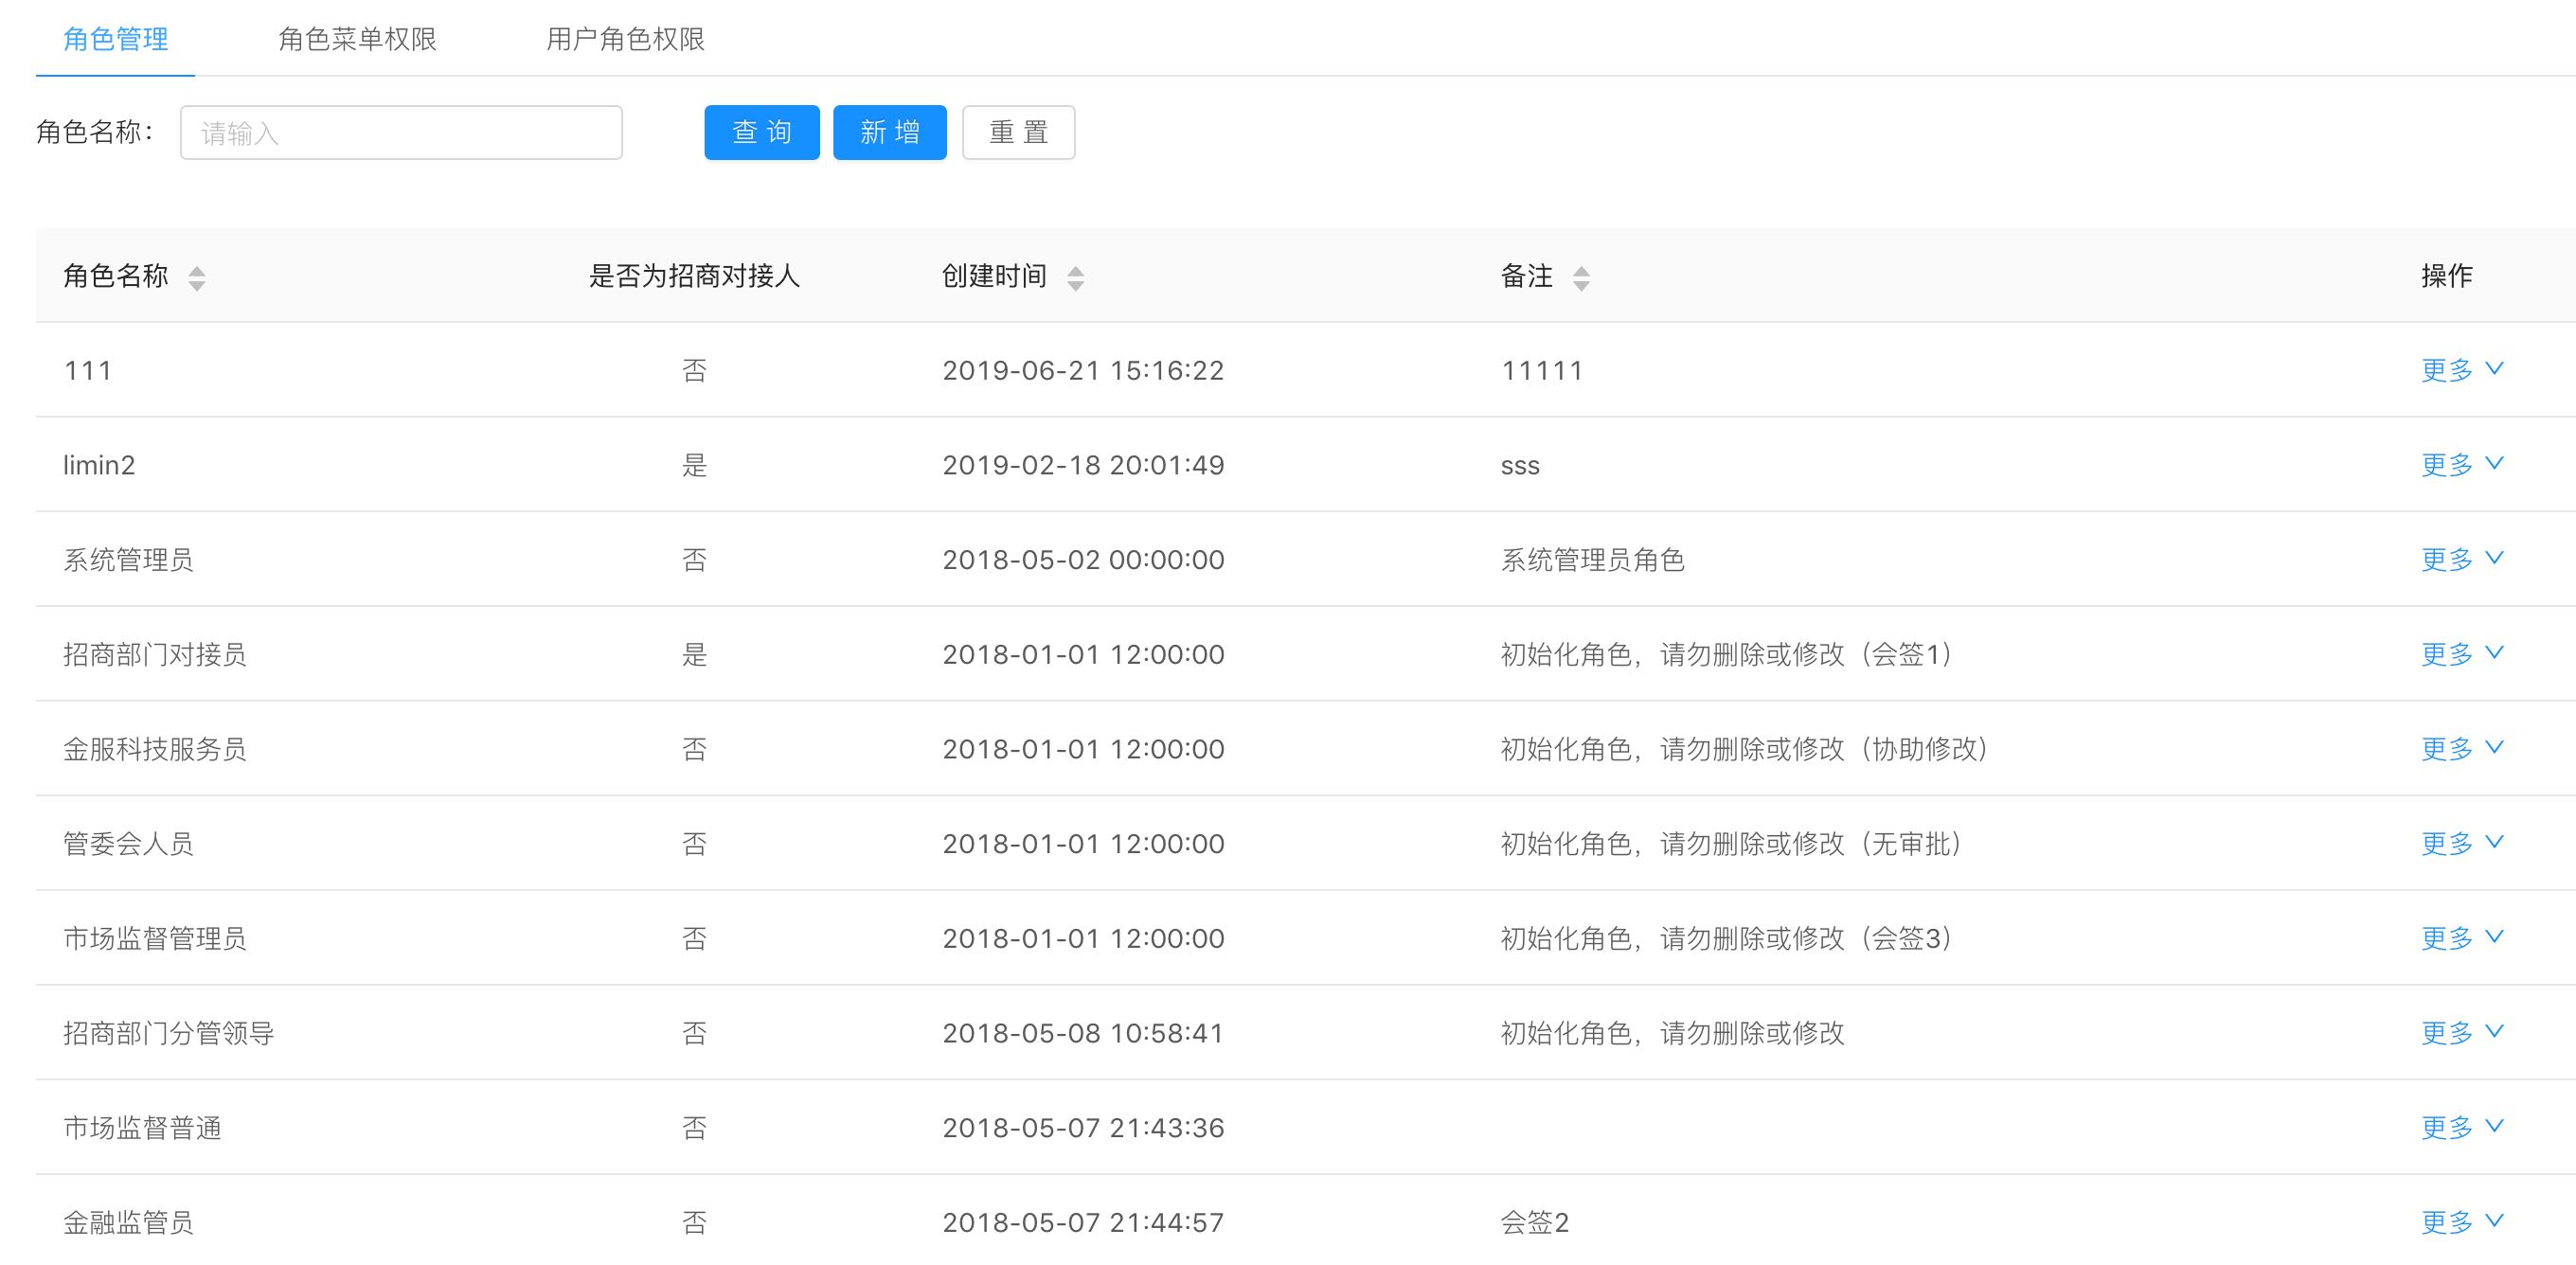 角色管理 角色菜单权限 用户角色权限
角色名称： 请输入 查 询 新 增 重 置
角色名称 是否为招商对接人 创建时间 备注 操作
111 否 2019-06-21 15:16:22 11111 更多
limin2 是 2019-02-18 20:01:49 sss 更多
系统管理员 否 2018-05-02 00:00:00 系统管理员角色 更多
招商部门对接员 是 2018-01-01 12:00:00 初始化角色，请勿删除或修改（会签1） 更多
金服科技服务员 否 2018-01-01 12:00:00 初始化角色，请勿删除或修改（协助修改） 更多
管委会人员 否 2018-01-01 12:00:00 初始化角色，请勿删除或修改（无审批） 更多
市场监督管理员 否 2018-01-01 12:00:00 初始化角色，请勿删除或修改（会签3） 更多
招商部门分管领导 否 2018-05-08 10:58:41 初始化角色，请勿删除或修改 更多
市场监督普通 否 2018-05-07 21:43:36 更多
金融监管员 否 2018-05-07 21:44:57 会签2 更多